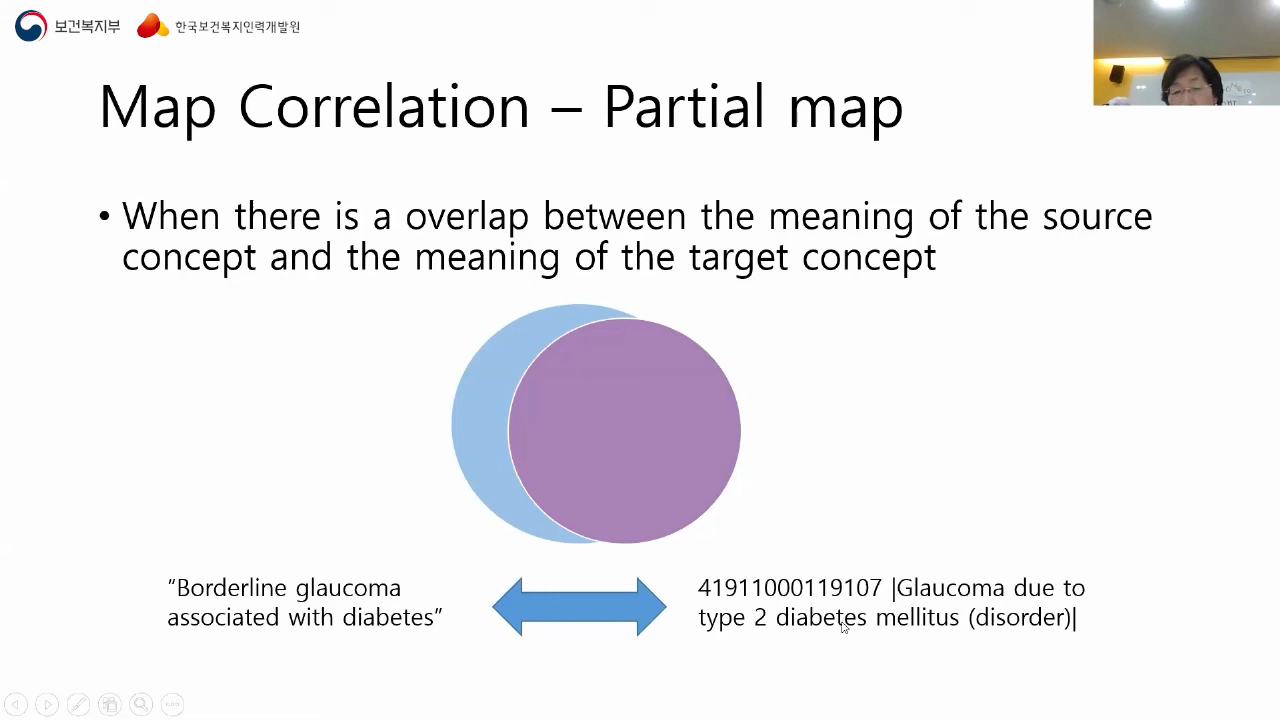 보건복지부 한국보건복지인력개발원
Map Correlation – Partial map
• When there is a overlap between the meaning of the source
concept and the meaning of the target concept
"Borderline glaucoma
associated with diabetes"
41911000119107 |Glaucoma due to
type 2 diabetes mellitus (disorder)|